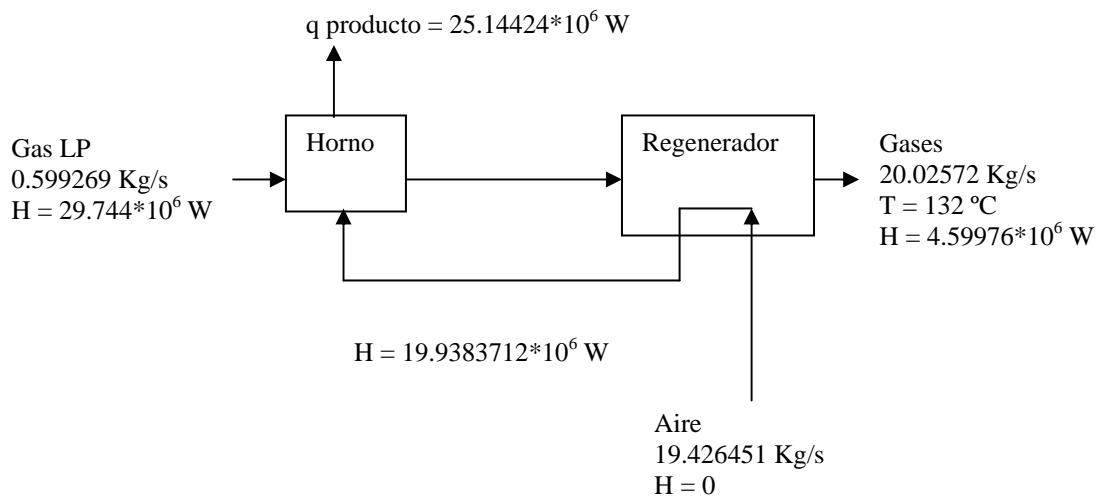 q producto = 25.14424*10⁶ W
Horno
Regenerador
Gas LP
0.599269 Kg/s
H = 29.744*10⁶ W
Gases
20.02572 Kg/s
T = 132 ºC
H = 4.59976*10⁶ W
H = 19.9383712*10⁶ W
Aire
19.426451 Kg/s
H = 0